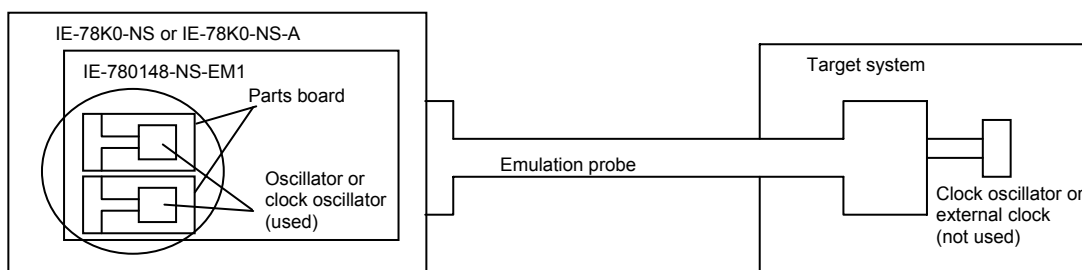 IE-78K0-NS or IE-78K0-NS-A
IE-780148-NS-EM1
Parts board
Oscillator or
clock oscillator
(used)
Emulation probe
Target system
Clock oscillator or
external clock
(not used)